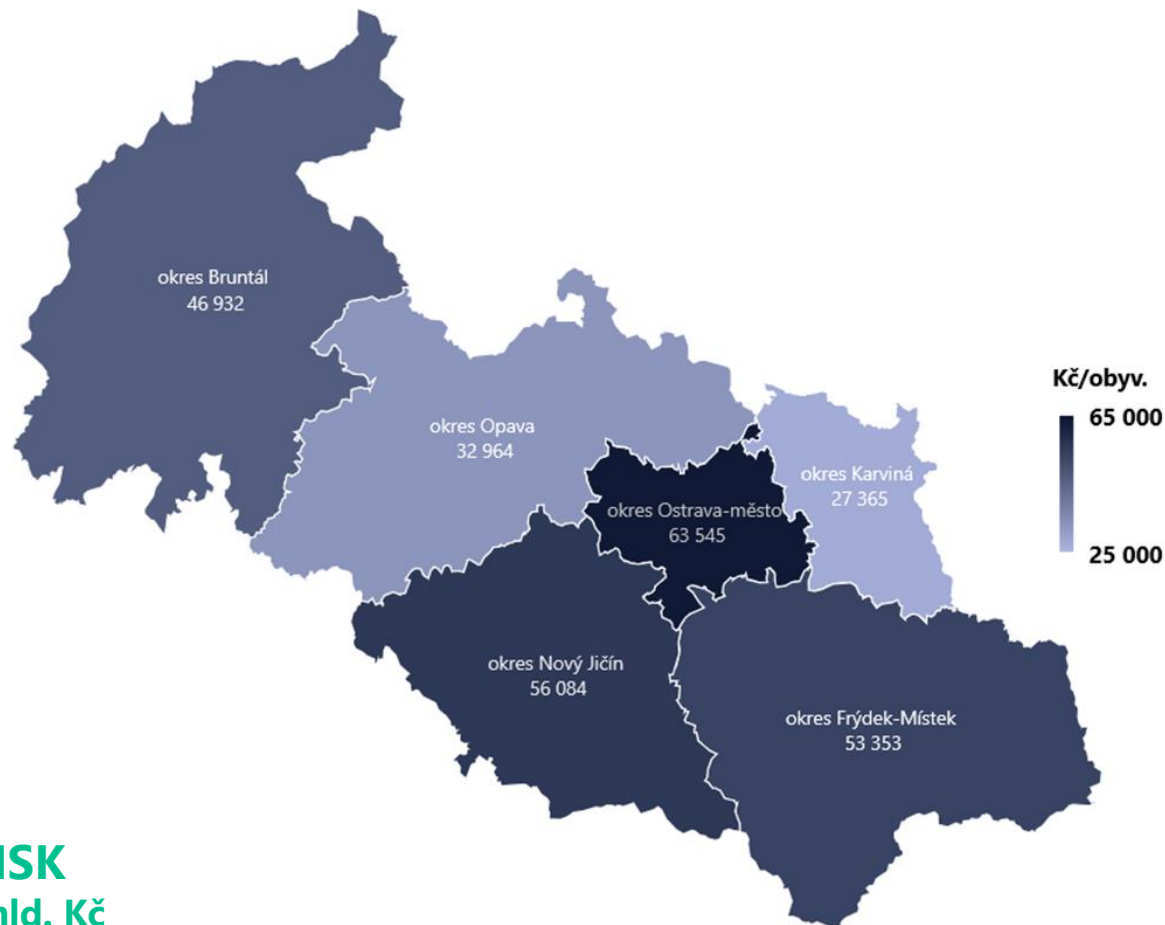 okres Bruntál
46 932
okres Opava
32 964
Kč/obyv.
65 000
25 000
okres Karviná
27 365
okres Ostrava-město
63 545
okres Nový Jičín
56 084
okres Frýdek-Místek
53 353
Kč